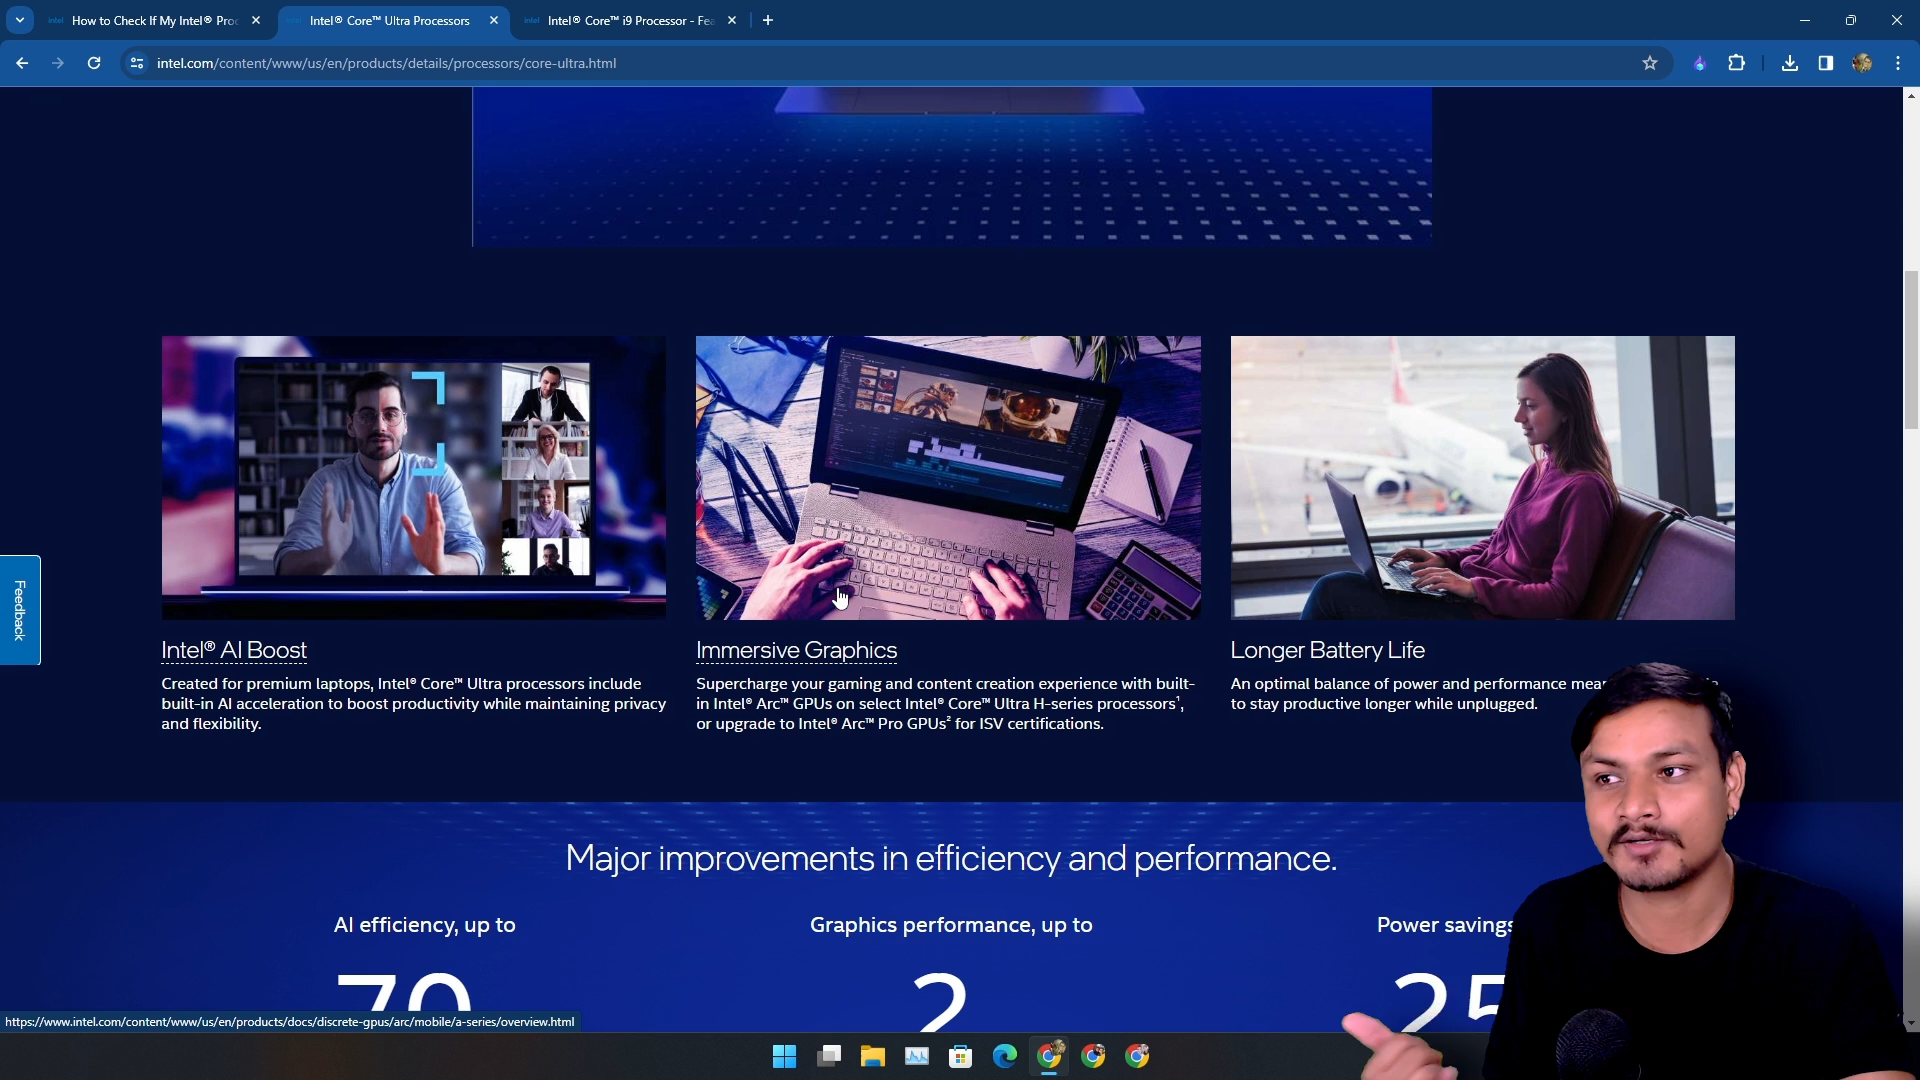 How to Check If My Intel® Proc
Intel® Core™ Ultra Processors
Intel® Core™ i9 Processor - Fea
intel.com/content/www/us/en/products/details/processors/core-ultra.html
Feedback
Intel® AI Boost
Created for premium laptops, Intel® Core™ Ultra processors include
built-in AI acceleration to boost productivity while maintaining privacy
and flexibility.
Immersive Graphics
Supercharge your gaming and content creation experience with built-
in Intel® Arc™ GPUs on select Intel® Core™ Ultra H-series processors¹,
or upgrade to Intel® Arc™ Pro GPUs² for ISV certifications.
Longer Battery Life
An optimal balance of power and performance
to stay productive longer while unplugged.
Major improvements in efficiency and performance.
AI efficiency, up to
Graphics performance, up to
Power savings
2
25
https://www.intel.com/content/www/us/en/products/docs/discrete-gpus/arc/mobile/a-series/overview.html